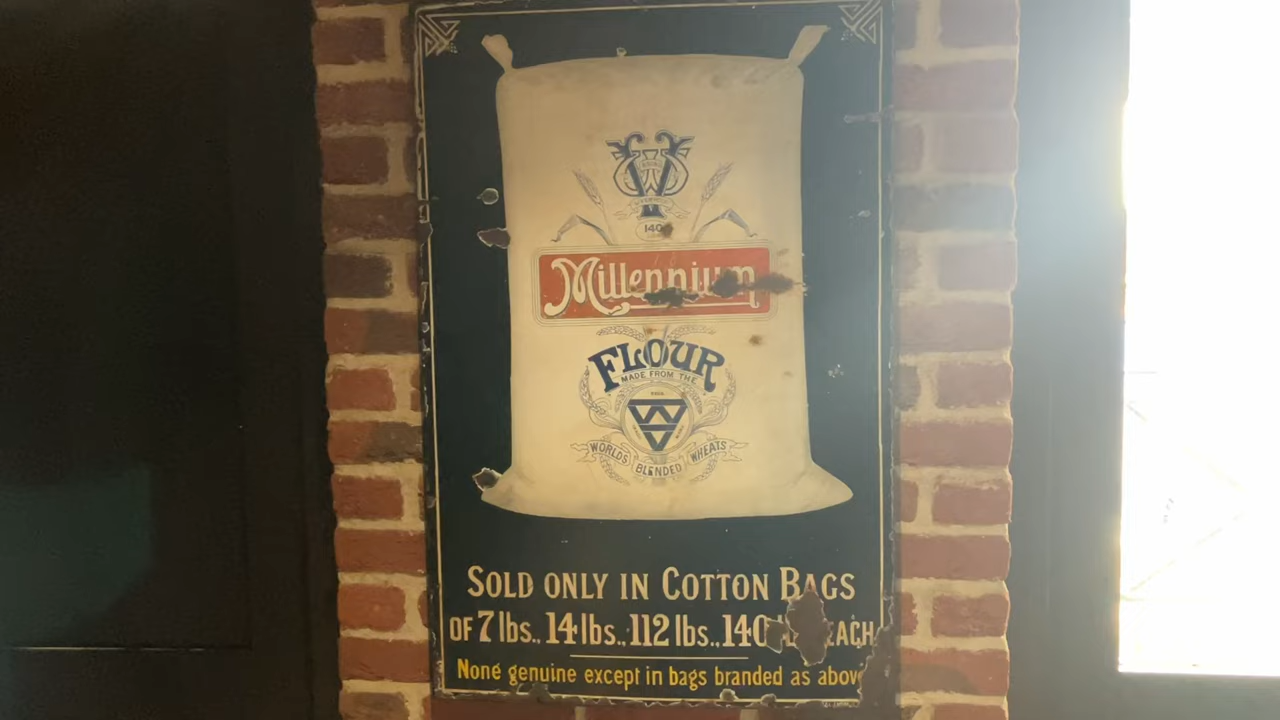 140
Millennium
FLOUR
MADE FROM THE
WORLDS BLENDED WHEATS
SOLD ONLY IN COTTON BAGS
OF 7 lbs., 14 lbs., 112 lbs., 140 EACH
None genuine except in bags branded as above